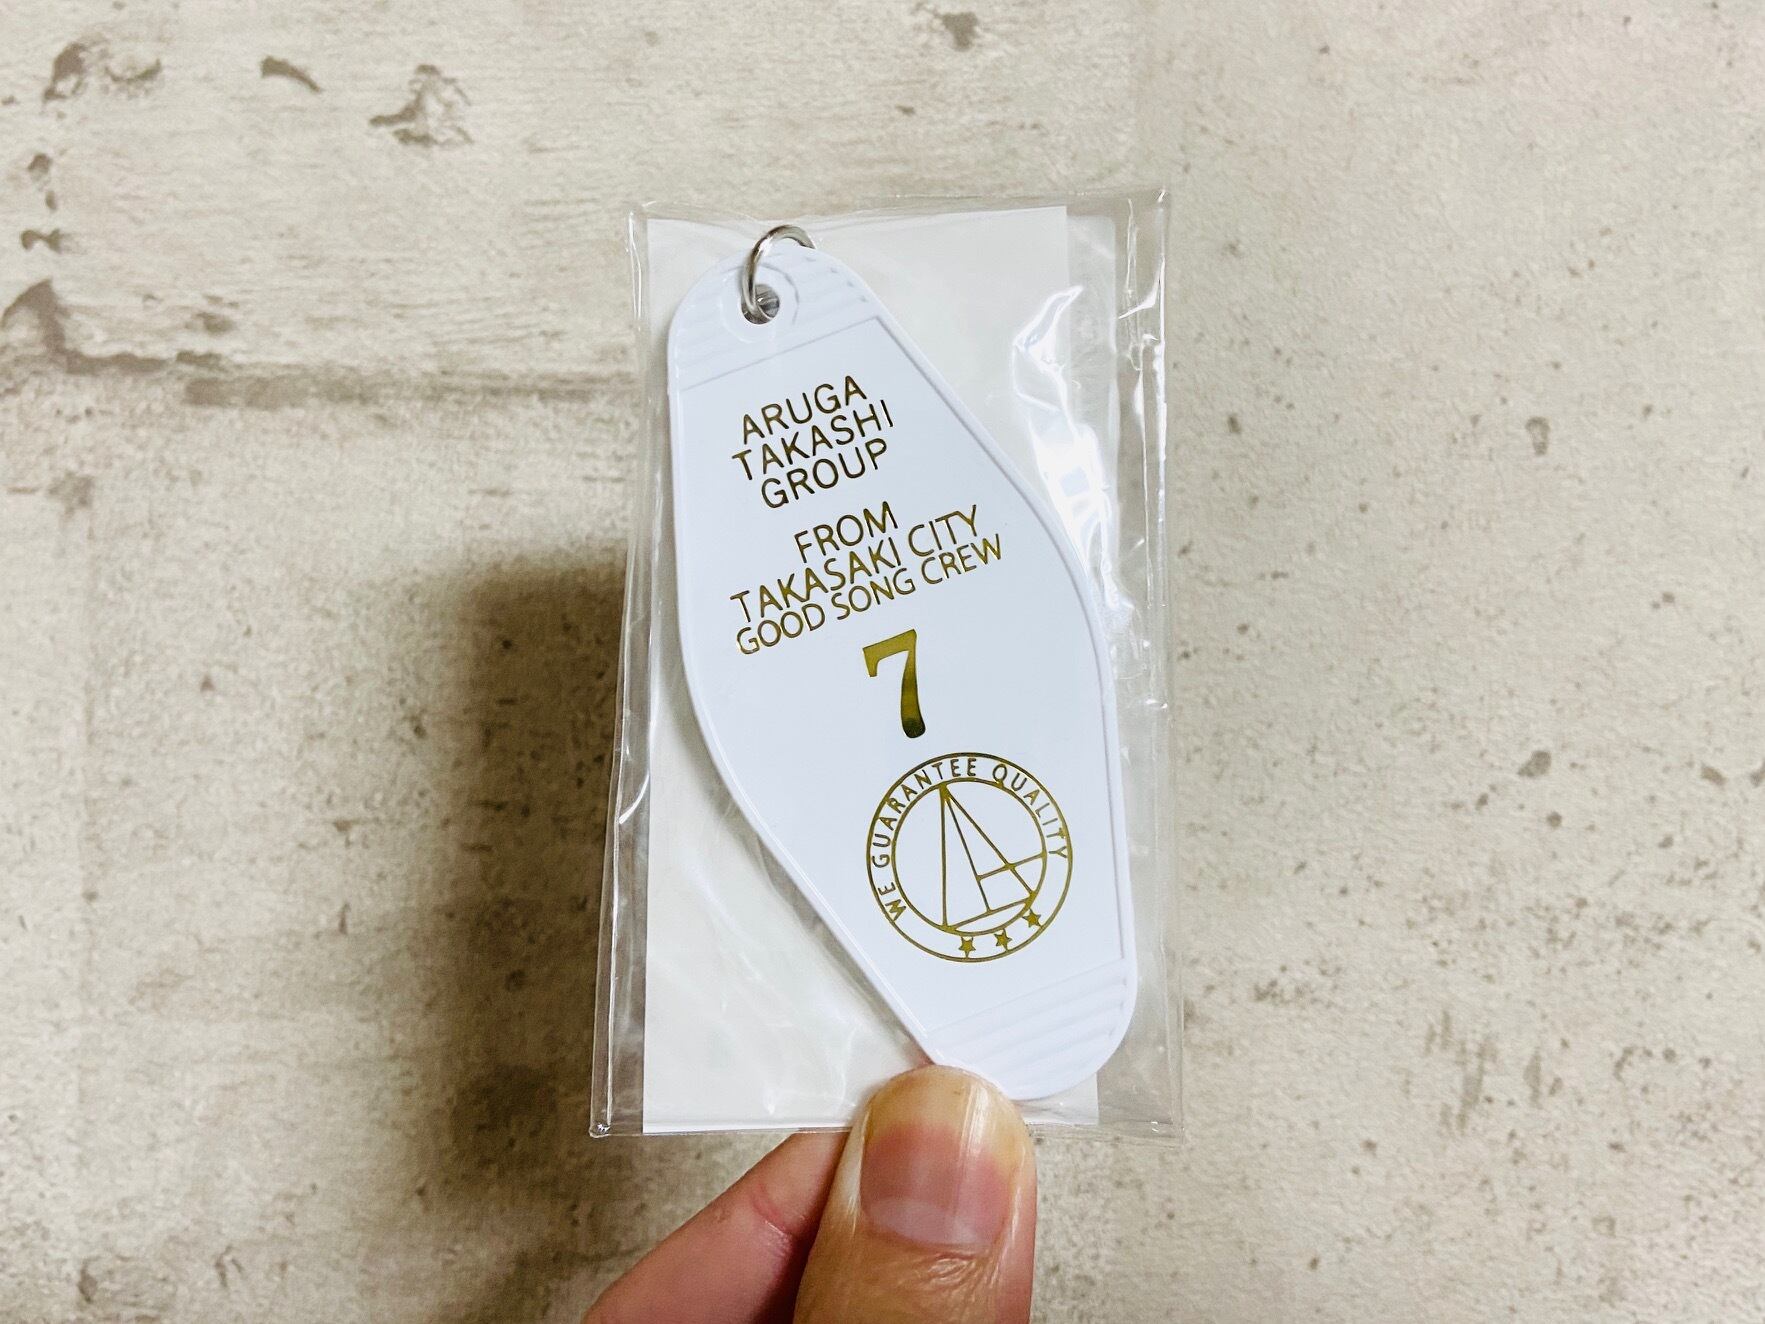 ARUGA
TAKASHI
GROUP
FROM
TAKASAKI CITY
GOOD SONG CREW
7
WE GUARANTEE QUALITY